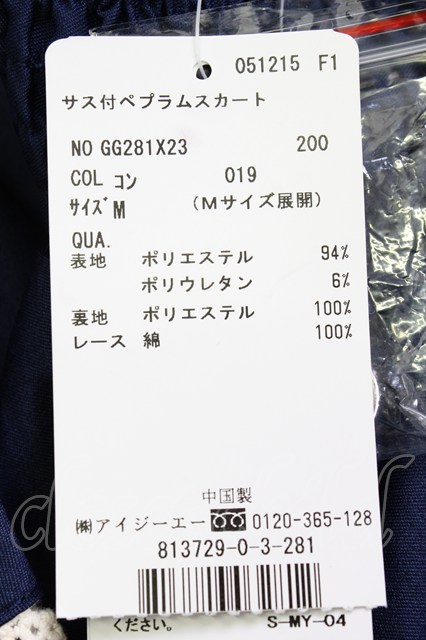 051215 F1
サス付ペプラムスカート
NO GG281X23 200
COL コン 019
サイズ M (Mサイズ展開)
QUA.
表地 ポリエステル 94%
ポリウレタン 6%
裏地 ポリエステル 100%
レース 綿 100%
中国製
㈱アイジーエー 0120-365-128
813729-0-3-281
ください。 S-MY-04